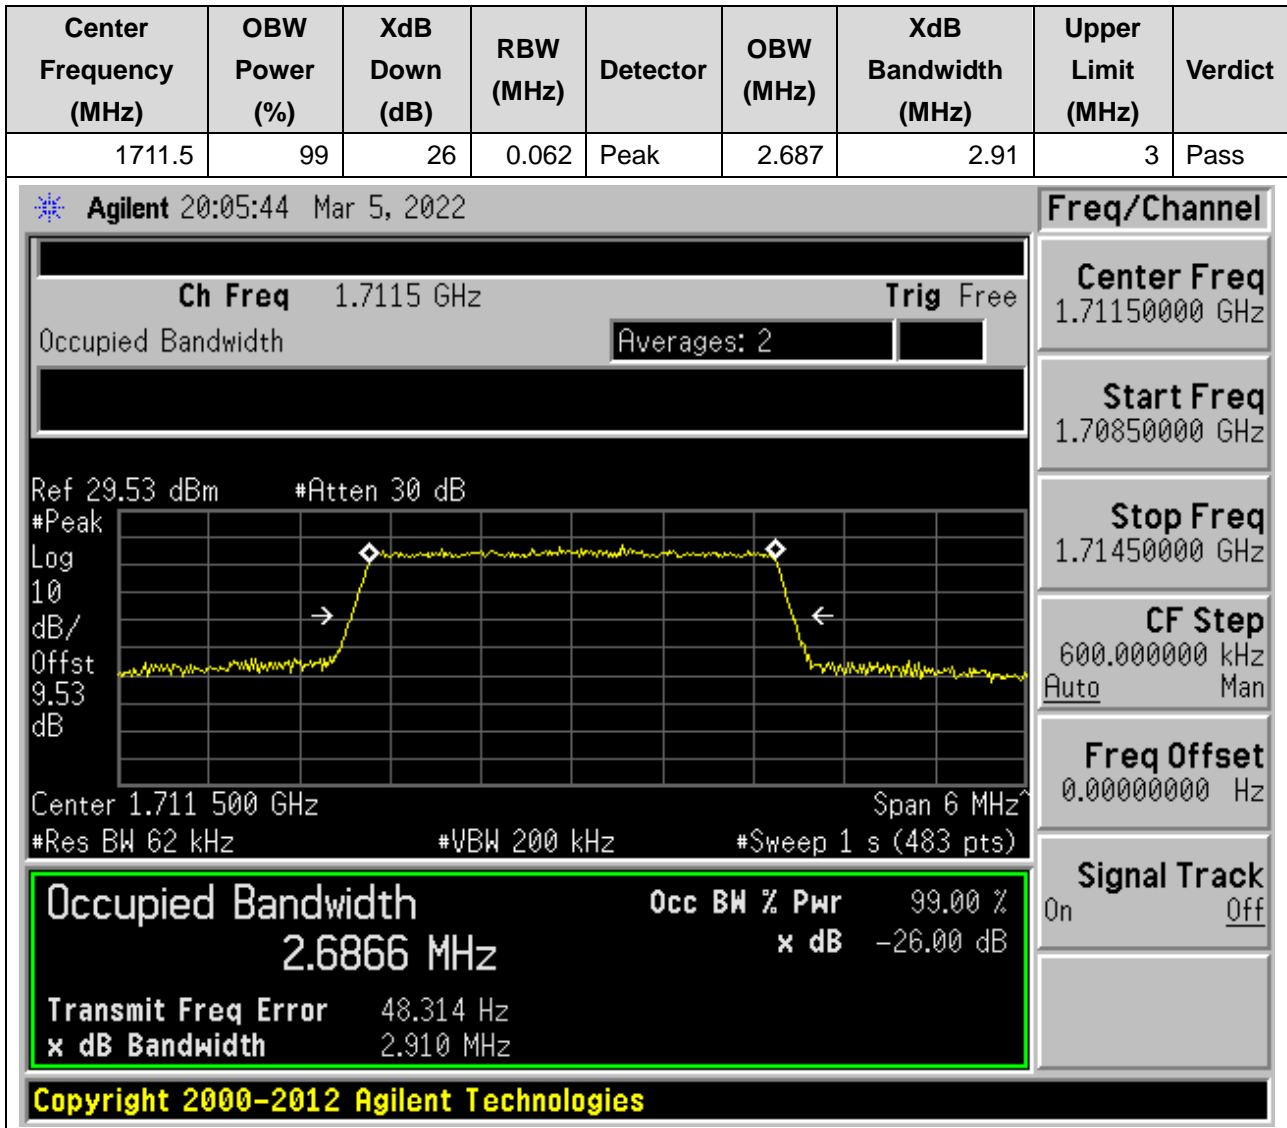 Center Frequency (MHz) OBW Power (%) XdB Down (dB) RBW (MHz) Detector OBW (MHz) XdB Bandwidth (MHz) Upper Limit (MHz) Verdict
1711.5 99 26 0.062 Peak 2.687 2.91 3 Pass
Agilent 20:05:44 Mar 5, 2022
Freq/Channel
Ch Freq 1.7115 GHz Trig Free
Occupied Bandwidth Averages: 2
Center Freq
1.71150000 GHz
Start Freq
1.70850000 GHz
Stop Freq
1.71450000 GHz
CF Step
600.000000 kHz
Auto Man
Freq Offset
0.00000000 Hz
Signal Track
On Off
Ref 29.53 dBm #Atten 30 dB
#Peak
Log
10
dB/
Offst
9.53
dB
Center 1.711 500 GHz Span 6 MHz^
#Res BW 62 kHz #VBW 200 kHz #Sweep 1 s (483 pts)
Occupied Bandwidth Occ BW % Pwr 99.00 %
2.6866 MHz x dB -26.00 dB
Transmit Freq Error 48.314 Hz
x dB Bandwidth 2.910 MHz
Copyright 2000-2012 Agilent Technologies